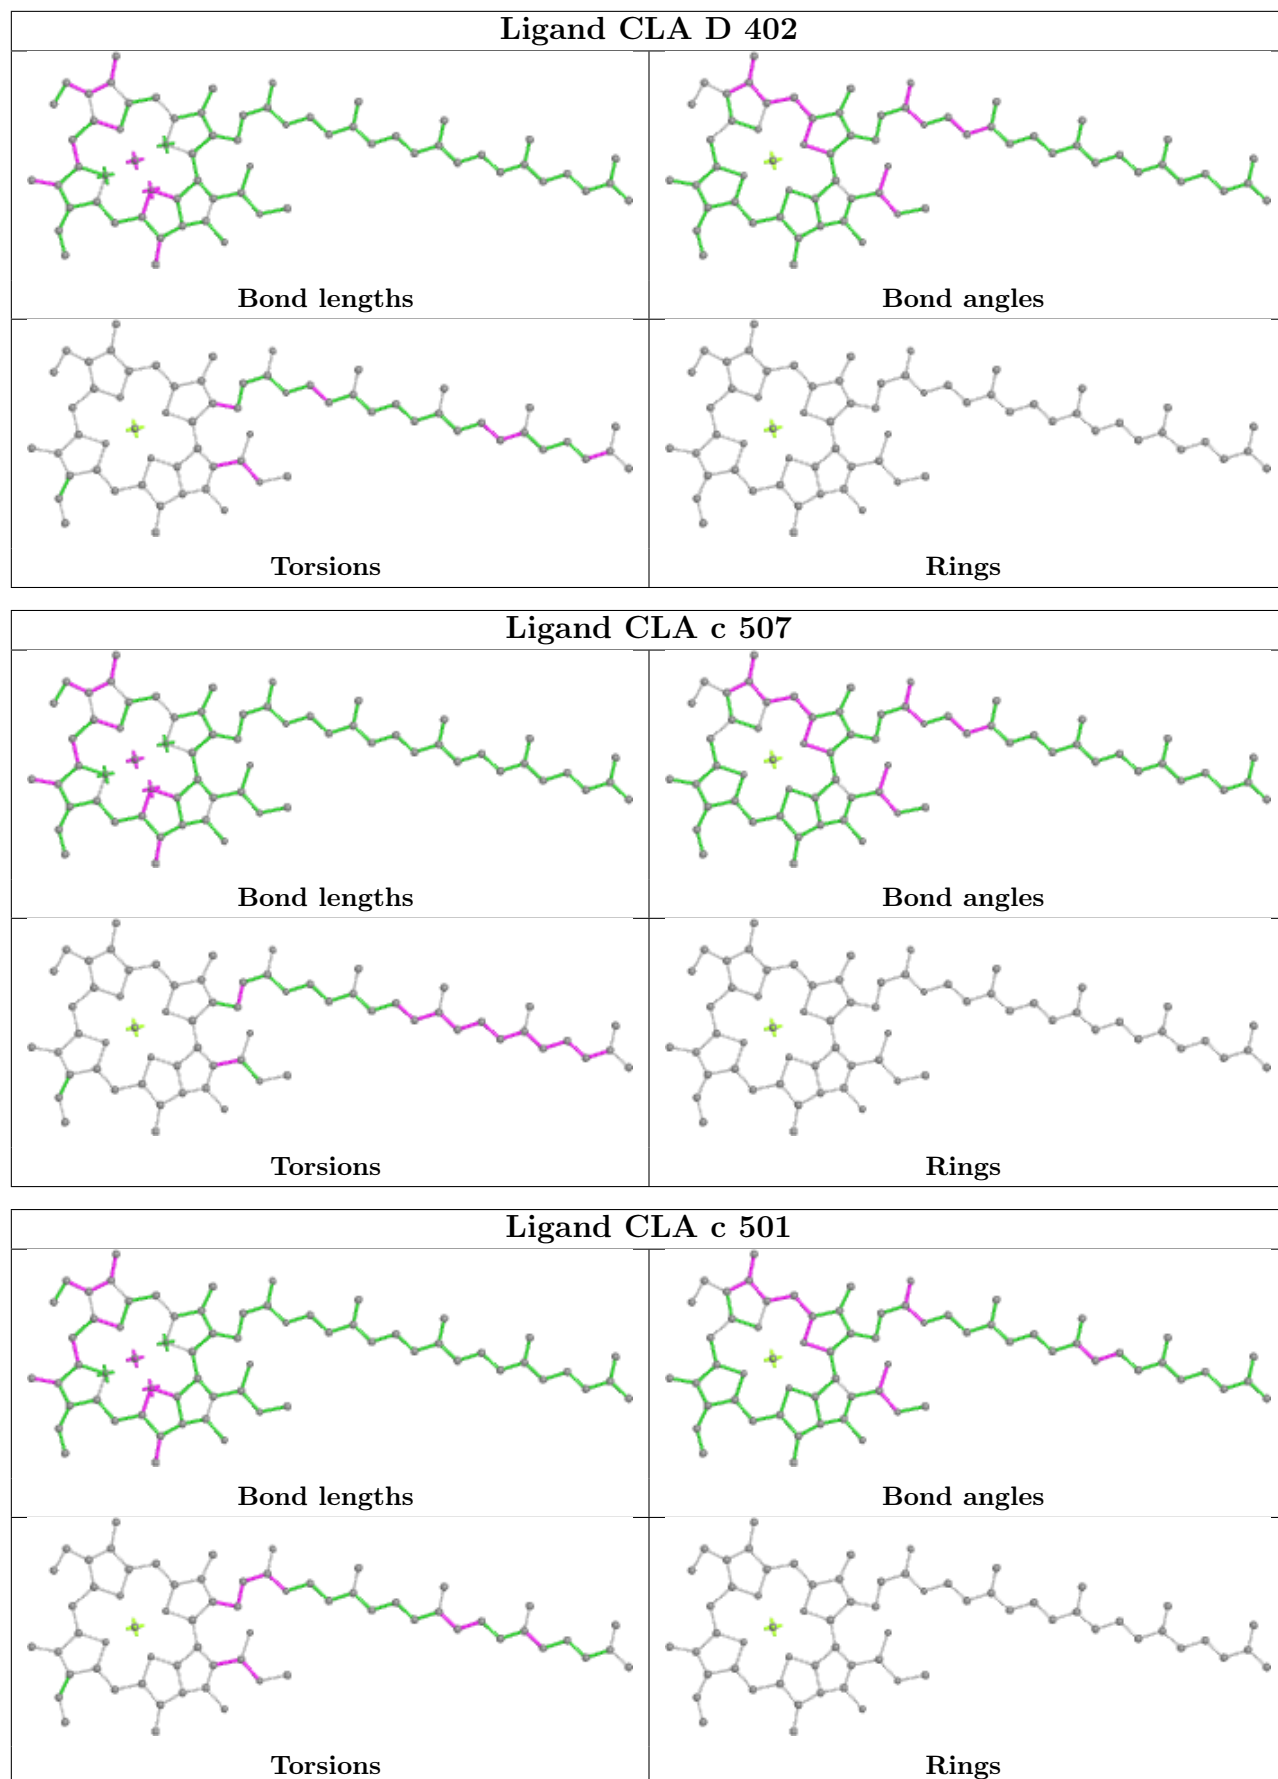 Ligand CLA D 402
Bond lengths
Bond angles
Torsions
Rings
Ligand CLA c 507
Bond lengths
Bond angles
Torsions
Rings
Ligand CLA c 501
Bond lengths
Bond angles
Torsions
Rings